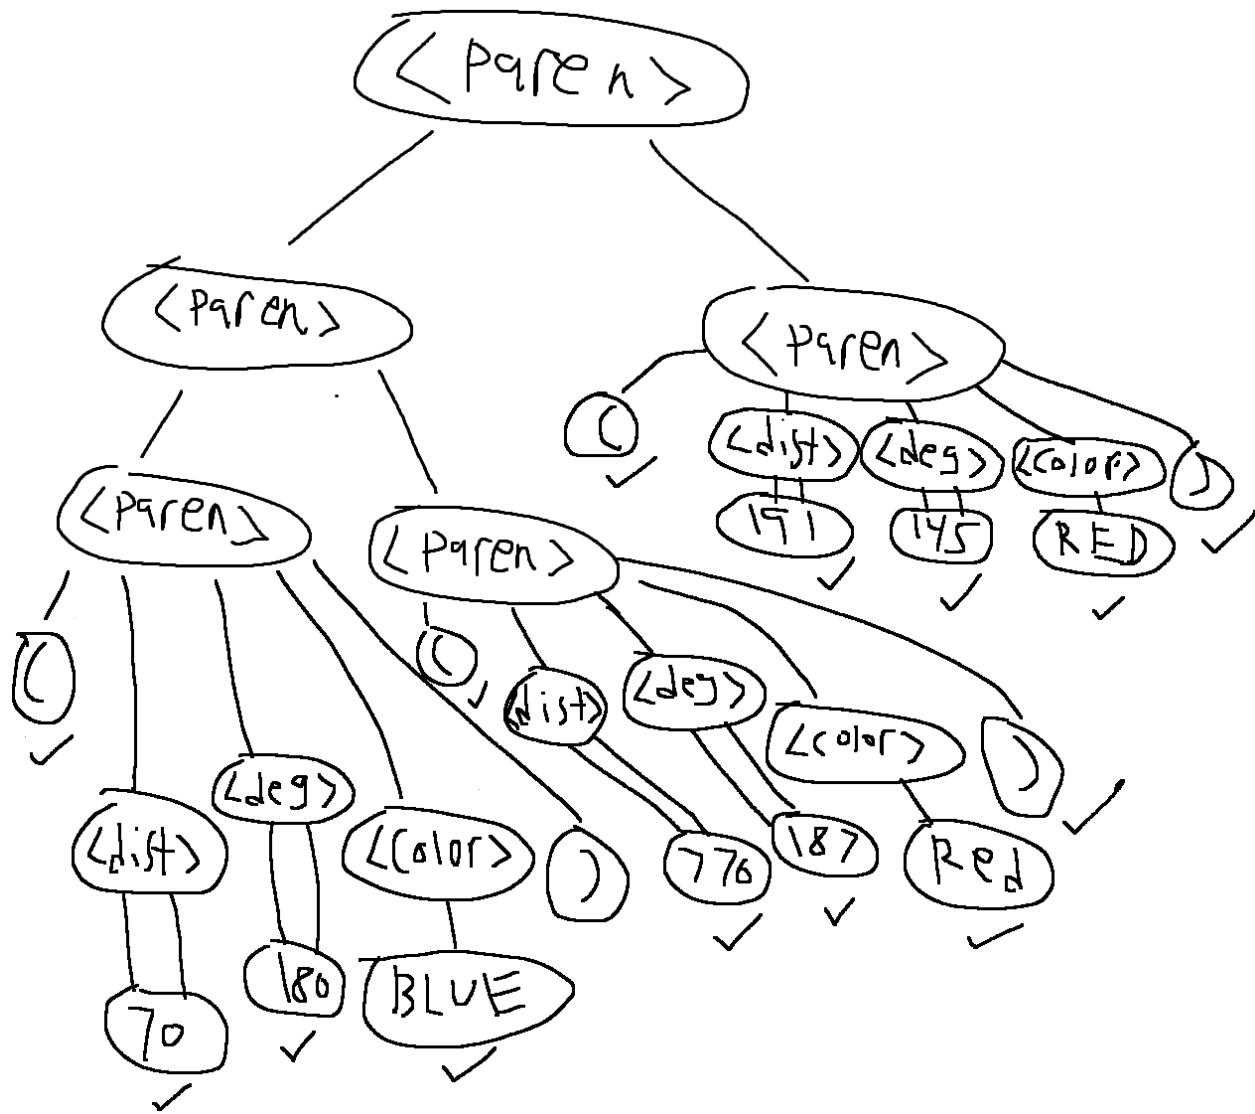 <paren>
<paren>
<paren>
(
<dist>
<deg>
<color>
)
191
145
RED
<paren>
<paren>
(
<dist>
<deg>
<color>
)
770
187
Red
(
<dist>
<deg>
<Color>
)
70
180
BLUE